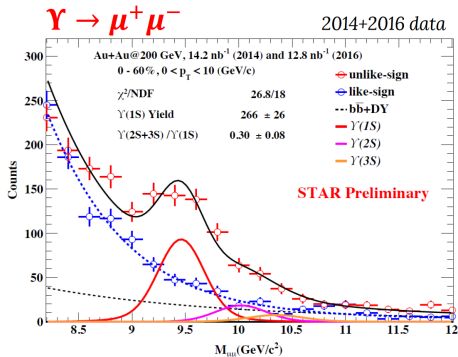 ϒ → μ⁺μ⁻
2014+2016 data
Au+Au@200 GeV, 14.2 nb⁻¹ (2014) and 12.8 nb⁻¹ (2016)
0 - 60%, 0 < p_T < 10 (GeV/c)
χ²/NDF 26.8/18
ϒ(1S) Yield 266 ± 26
ϒ(2S+3S) /ϒ(1S) 0.30 ± 0.08
unlike-sign
like-sign
bb̅+DY
ϒ(1S)
ϒ(2S)
ϒ(3S)
STAR Preliminary
Counts
300
250
200
150
100
50
0
8.5 9 9.5 10 10.5 11 11.5 12
M_μμ(GeV/c²)